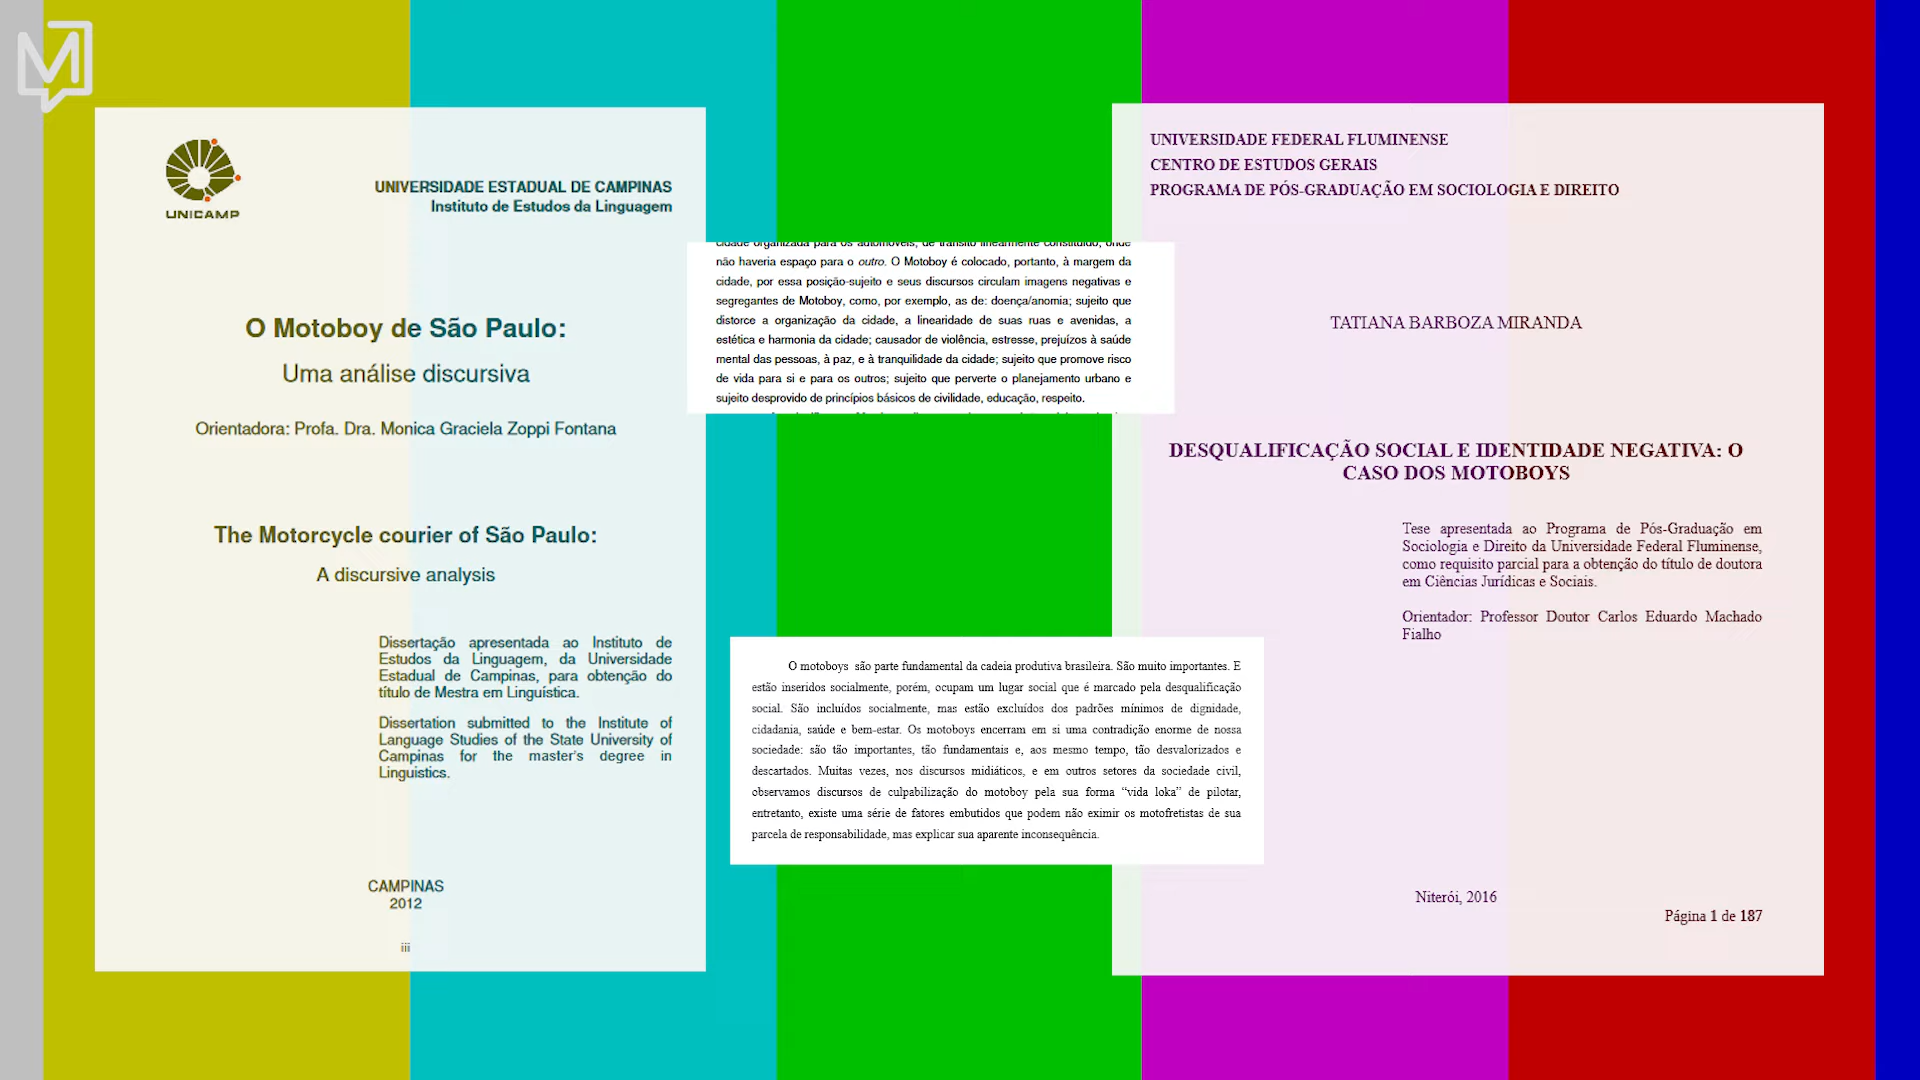 UNICAMP
UNIVERSIDADE ESTADUAL DE CAMPINAS
Instituto de Estudos da Linguagem
O Motoboy de São Paulo:
Uma análise discursiva
Orientadora: Profa. Dra. Monica Graciela Zoppi Fontana
The Motorcycle courier of São Paulo:
A discursive analysis
Dissertação apresentada ao Instituto de
Estudos da Linguagem, da Universidade
Estadual de Campinas, para obtenção do
título de Mestra em Linguística.
Dissertation submitted to the Institute of
Language Studies of the State University of
Campinas for the master's degree in
Linguistics.
CAMPINAS
2012
iii
cidade organizada para os automóveis, de trânsito linearmente constituído, onde
não haveria espaço para o outro. O Motoboy é colocado, portanto, à margem da
cidade, por essa posição-sujeito e seus discursos circulam imagens negativas e
segregantes de Motoboy, como, por exemplo, as de: doença/anomia; sujeito que
distorce a organização da cidade, a linearidade de suas ruas e avenidas, a
estética e harmonia da cidade; causador de violência, estresse, prejuízos à saúde
mental das pessoas, à paz, e à tranquilidade da cidade; sujeito que promove risco
de vida para si e para os outros; sujeito que perverte o planejamento urbano e
sujeito desprovido de princípios básicos de civilidade, educação, respeito.
O motoboys são parte fundamental da cadeia produtiva brasileira. São muito importantes. E
estão inseridos socialmente, porém, ocupam um lugar social que é marcado pela desqualificação
social. São incluídos socialmente, mas estão excluídos dos padrões mínimos de dignidade,
cidadania, saúde e bem-estar. Os motoboys encerram em si uma contradição enorme de nossa
sociedade: são tão importantes, tão fundamentais e, aos mesmo tempo, tão desvalorizados e
descartados. Muitas vezes, nos discursos midiáticos, e em outros setores da sociedade civil,
observamos discursos de culpabilização do motoboy pela sua forma “vida loka” de pilotar,
entretanto, existe uma série de fatores embutidos que podem não eximir os motofretistas de sua
parcela de responsabilidade, mas explicar sua aparente inconsequência.
UNIVERSIDADE FEDERAL FLUMINENSE
CENTRO DE ESTUDOS GERAIS
PROGRAMA DE PÓS-GRADUAÇÃO EM SOCIOLOGIA E DIREITO
TATIANA BARBOZA MIRANDA
DESQUALIFICAÇÃO SOCIAL E IDENTIDADE NEGATIVA: O
CASO DOS MOTOBOYS
Tese apresentada ao Programa de Pós-Graduação em
Sociologia e Direito da Universidade Federal Fluminense,
como requisito parcial para a obtenção do título de doutora
em Ciências Jurídicas e Sociais.
Orientador: Professor Doutor Carlos Eduardo Machado
Fialho
Niterói, 2016
Página 1 de 187